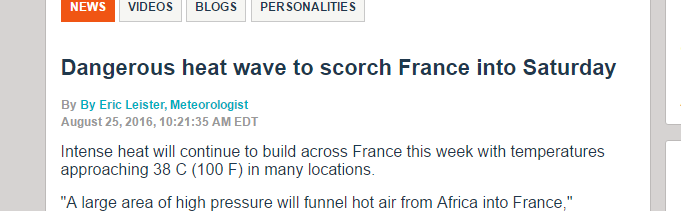 NEWS VIDEOS BLOGS PERSONALITIES
Dangerous heat wave to scorch France into Saturday
By By Eric Leister, Meteorologist
August 25, 2016, 10:21:35 AM EDT
Intense heat will continue to build across France this week with temperatures
approaching 38 C (100 F) in many locations.
"A large area of high pressure will funnel hot air from Africa into France,"